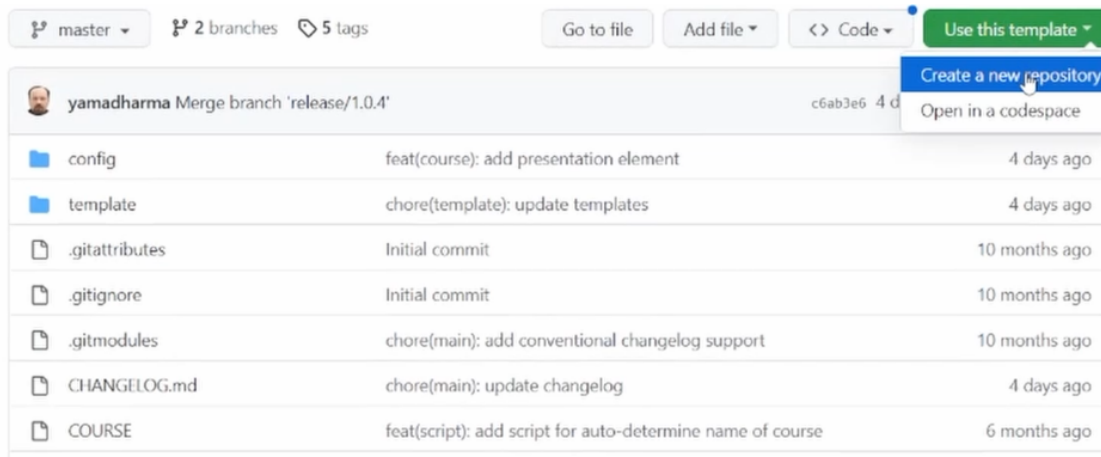 master 2 branches 5 tags Go to file Add file <> Code Use this template
Create a new repository
yamadharma Merge branch 'release/1.0.4' c6ab3e6 4 d
Open in a codespace
config feat(course): add presentation element 4 days ago
template chore(template): update templates 4 days ago
.gitattributes Initial commit 10 months ago
.gitignore Initial commit 10 months ago
.gitmodules chore(main): add conventional changelog support 10 months ago
CHANGELOG.md chore(main): update changelog 4 days ago
COURSE feat(script): add script for auto-determine name of course 6 months ago